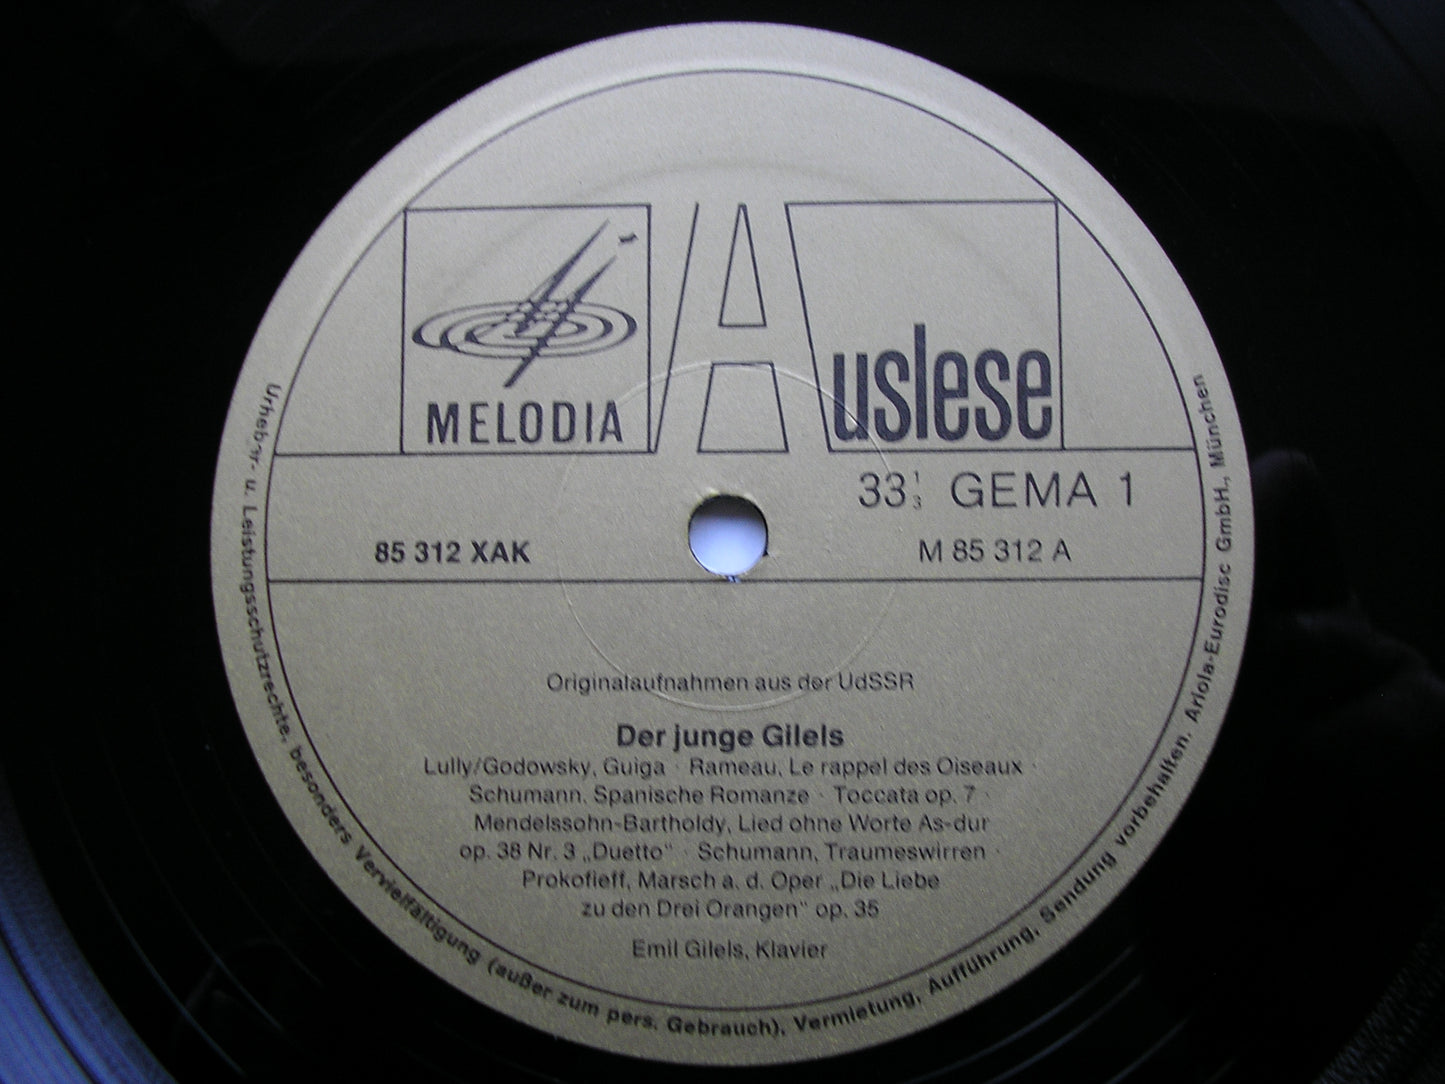 MELODIA
Auslese
33 1/3 GEMA 1
85 312 XAK
M 85 312 A
Originalaufnahmen aus der UdSSR
Der junge Gilels
Lully/Godowsky, Guiga · Rameau, Le rappel des Oiseaux ·
Schumann, Spanische Romanze · Toccata op. 7 ·
Mendelssohn-Bartholdy, Lied ohne Worte As-dur
op. 38 Nr. 3 „Duetto“ · Schumann, Traumeswirren ·
Prokofieff, Marsch a. d. Oper „Die Liebe
zu den Drei Orangen“ op. 35
Emil Gilels, Klavier
Urheber- u. Leistungsschutzrechte, besonders Vervielfältigung (außer zum pers. Gebrauch), Vermietung, Aufführung, Sendung vorbehalten. Ariola-Eurodisc GmbH., München